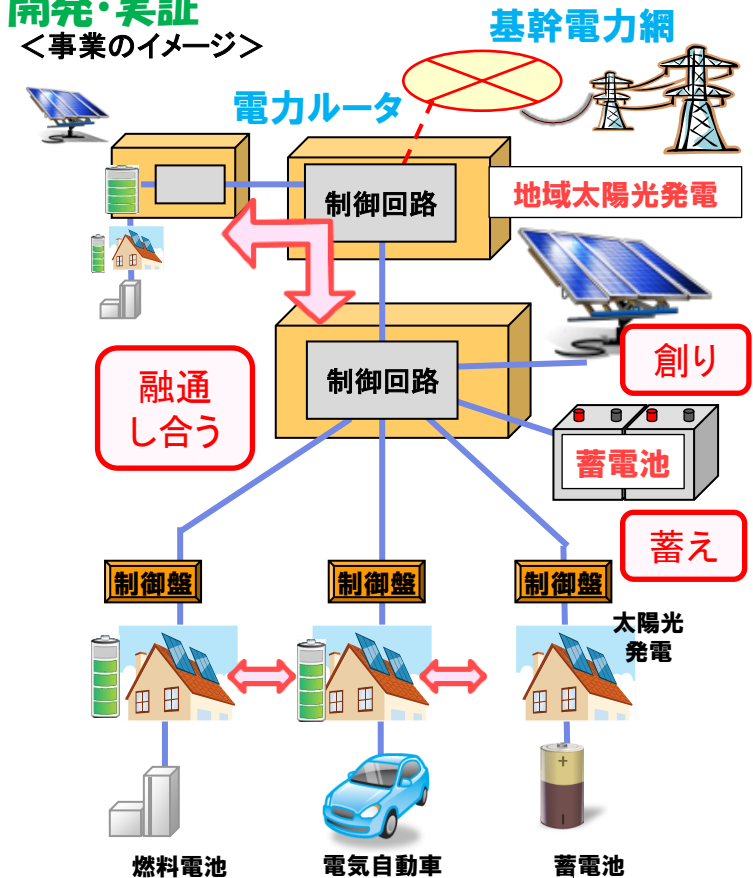 開発・実証
＜事業のイメージ＞
基幹電力網
電力ルータ
制御回路
地域太陽光発電
制御回路
創り
融通
し合う
蓄電池
蓄え
制御盤
制御盤
制御盤
太陽光
発電
燃料電池
電気自動車
蓄電池